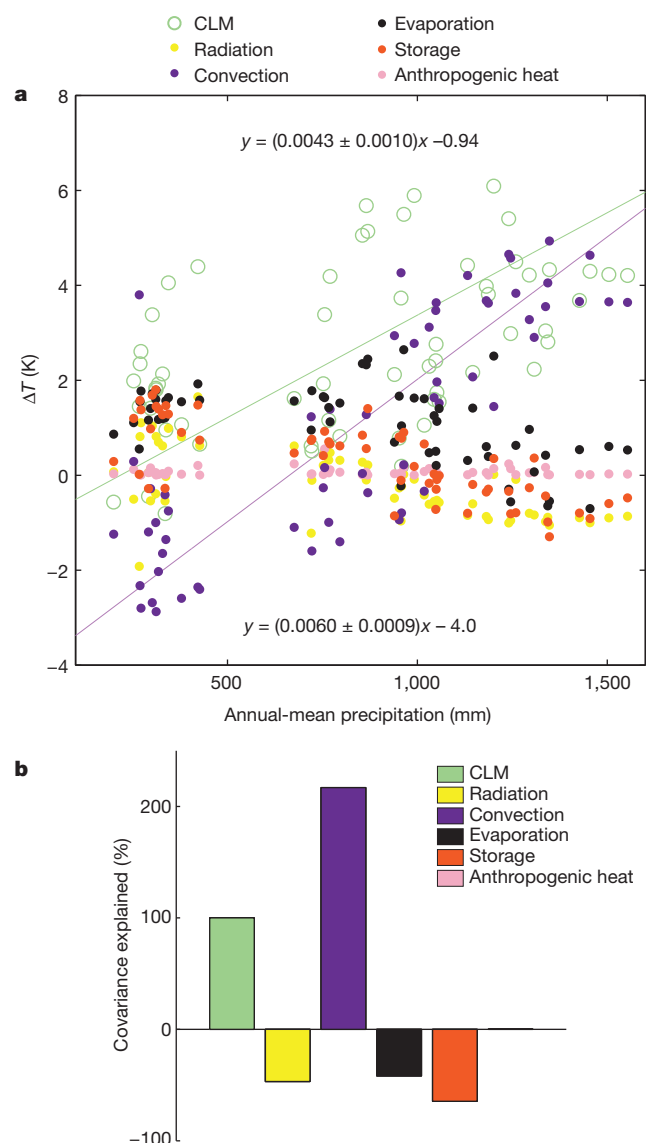 CLM
Radiation
Convection
Evaporation
Storage
Anthropogenic heat
a
8
6
4
2
0
−2
−4
ΔT (K)
y = (0.0043 ± 0.0010)x −0.94
y = (0.0060 ± 0.0009)x − 4.0
500
1,000
1,500
Annual-mean precipitation (mm)
b
200
100
0
−100
Covariance explained (%)
CLM
Radiation
Convection
Evaporation
Storage
Anthropogenic heat